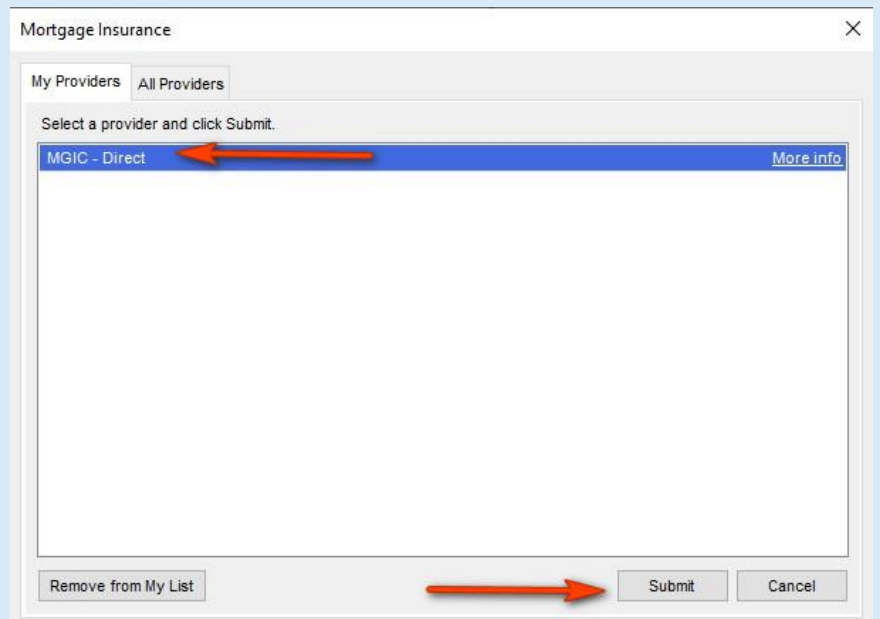 Mortgage Insurance
My Providers All Providers
Select a provider and click Submit.
MGIC - Direct More info
Remove from My List Submit Cancel